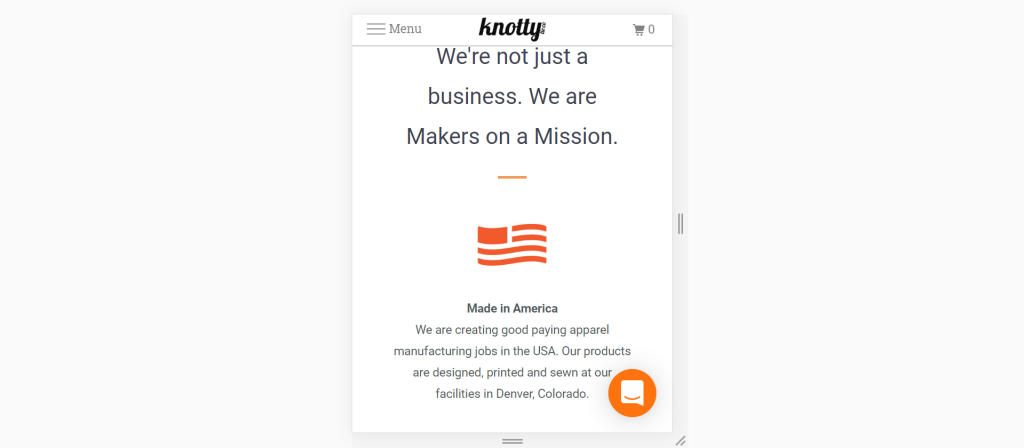 Menu
knotty
0
We're not just a
business. We are
Makers on a Mission.
Made in America
We are creating good paying apparel
manufacturing jobs in the USA. Our products
are designed, printed and sewn at our
facilities in Denver, Colorado.